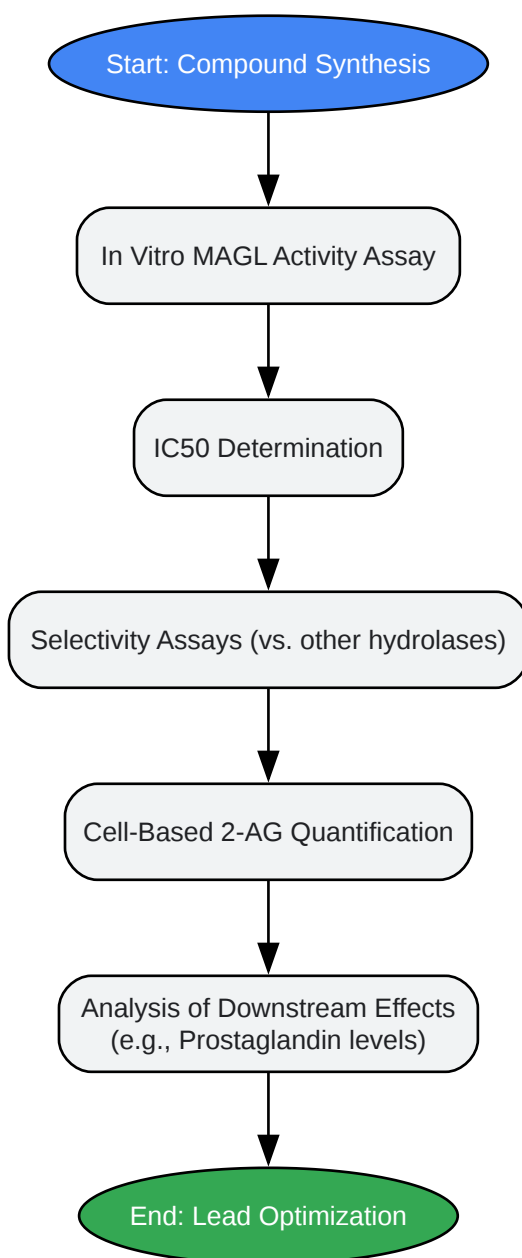 Start: Compound Synthesis
In Vitro MAGL Activity Assay
IC50 Determination
Selectivity Assays (vs. other hydrolases)
Cell-Based 2-AG Quantification
Analysis of Downstream Effects
(e.g., Prostaglandin levels)
End: Lead Optimization